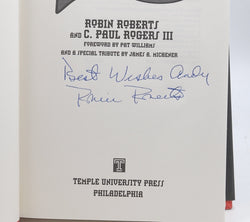 ROBIN ROBERTS
AND C. PAUL ROGERS III
FOREWORD BY PAT WILLIAMS
AND A SPECIAL TRIBUTE BY JAMES A. MICHENER
Best Wishes Andy
Robin Roberts
T
TEMPLE UNIVERSITY PRESS
PHILADELPHIA